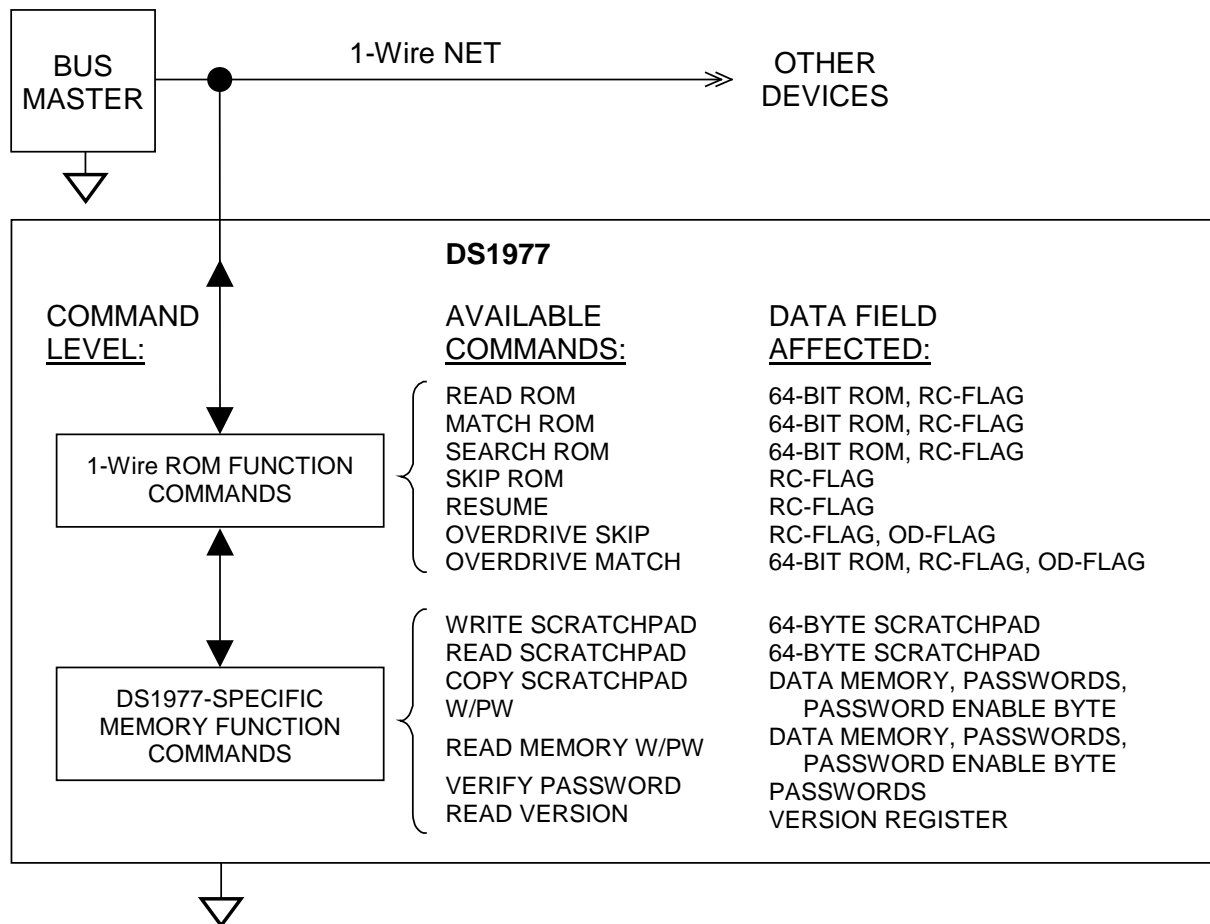 1-Wire NET
BUS
MASTER
OTHER
DEVICES
DS1977
COMMAND
LEVEL:
AVAILABLE
COMMANDS:
DATA FIELD
AFFECTED:
1-Wire ROM FUNCTION
COMMANDS
READ ROM 64-BIT ROM, RC-FLAG
MATCH ROM 64-BIT ROM, RC-FLAG
SEARCH ROM 64-BIT ROM, RC-FLAG
SKIP ROM RC-FLAG
RESUME RC-FLAG
OVERDRIVE SKIP RC-FLAG, OD-FLAG
OVERDRIVE MATCH 64-BIT ROM, RC-FLAG, OD-FLAG
DS1977-SPECIFIC
MEMORY FUNCTION
COMMANDS
WRITE SCRATCHPAD 64-BYTE SCRATCHPAD
READ SCRATCHPAD 64-BYTE SCRATCHPAD
COPY SCRATCHPAD DATA MEMORY, PASSWORDS,
W/PW PASSWORD ENABLE BYTE
READ MEMORY W/PW DATA MEMORY, PASSWORDS,
PASSWORD ENABLE BYTE
VERIFY PASSWORD PASSWORDS
READ VERSION VERSION REGISTER